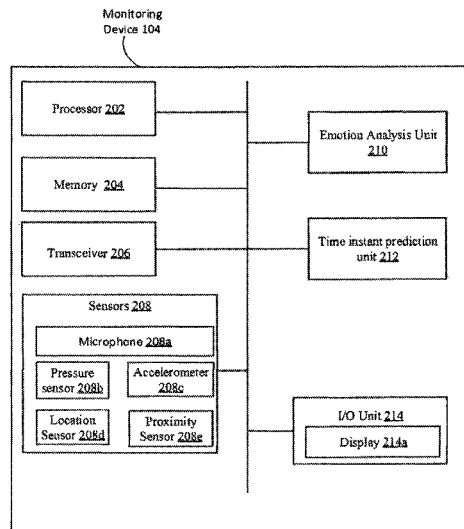 Monitoring
Device 104
Processor 202
Memory 204
Transceiver 206
Sensors 208
Microphone 208a
Pressure
sensor 208b
Accelerometer
208c
Location
Sensor 208d
Proximity
Sensor 208e
Emotion Analysis Unit
210
Time instant prediction
unit 212
I/O Unit 214
Display 214a